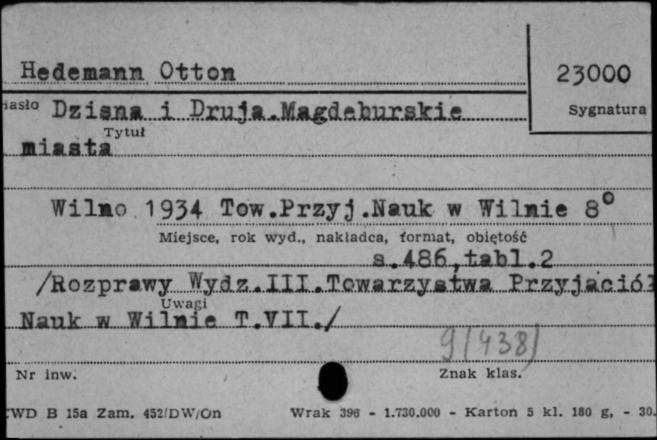 Hedemann Otton
23000
iasło Dzisna i Druja.Magdeburskie
Sygnatura
Tytuł
miasta
Wilno 1934 Tow.Przyj.Nauk w Wilnie 8°
Miejsce, rok wyd., nakładca, format, objętość
s.486,tabl.2
/Rozprawy Wydz.III.Towarzystwa Przyjaciół
Uwagi
Nauk w Wilnie T.VII./
9(438)
Nr inw.
Znak klas.
WD B 15a Zam. 452/DW/On Wrak 396 - 1.730.000 - Karton 5 kl. 180 g, - 30.